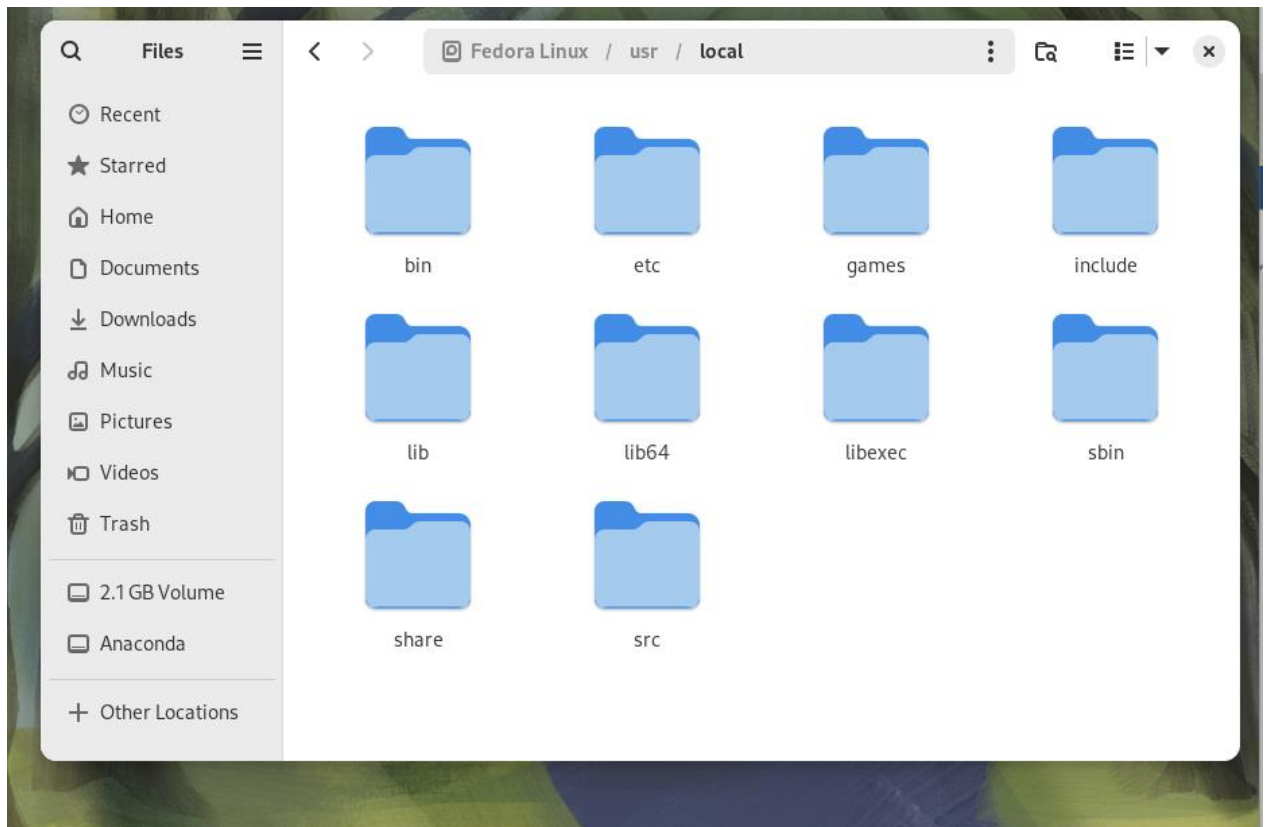 Files
Fedora Linux / usr / local
Recent
Starred
Home
Documents
Downloads
Music
Pictures
Videos
Trash
2.1 GB Volume
Anaconda
Other Locations
bin etc games include
lib lib64 libexec sbin
share src